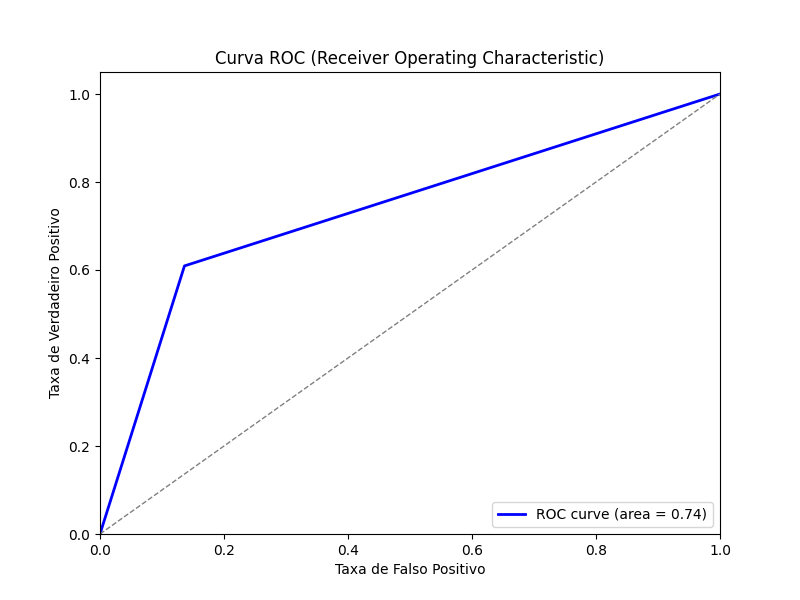 Curva ROC (Receiver Operating Characteristic)
Taxa de Verdadeiro Positivo
1.0
0.8
0.6
0.4
0.2
0.0
ROC curve (area = 0.74)
0.0 0.2 0.4 0.6 0.8 1.0
Taxa de Falso Positivo